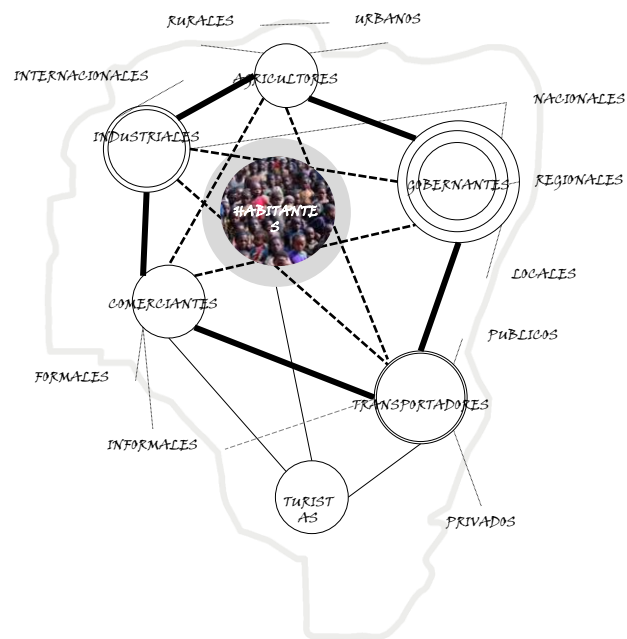 RURALES
URBANOS
AGRICULTORES
INTERNACIONALES
NACIONALES
INDUSTRIALES
GOBERNANTES
REGIONALES
HABITANTE
S
LOCALES
COMERCIANTES
PUBLICOS
FORMALES
TRANSPORTADORES
INFORMALES
TURIST
AS
PRIVADOS